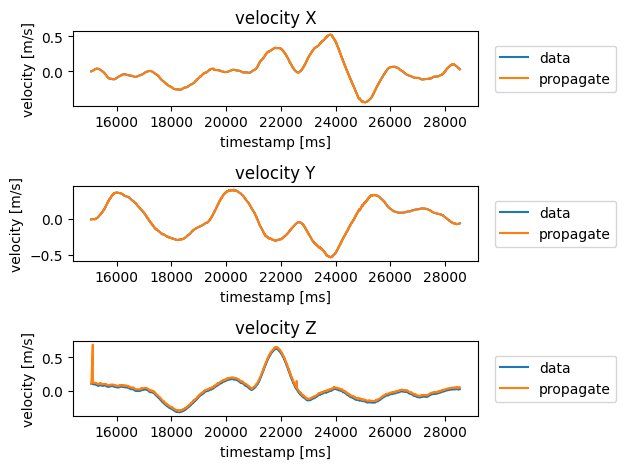 velocity X
velocity [m/s]
0.5
0.0
16000 18000 20000 22000 24000 26000 28000
timestamp [ms]
data
propagate
velocity Y
velocity [m/s]
0.0
−0.5
16000 18000 20000 22000 24000 26000 28000
timestamp [ms]
data
propagate
velocity Z
velocity [m/s]
0.5
0.0
16000 18000 20000 22000 24000 26000 28000
timestamp [ms]
data
propagate